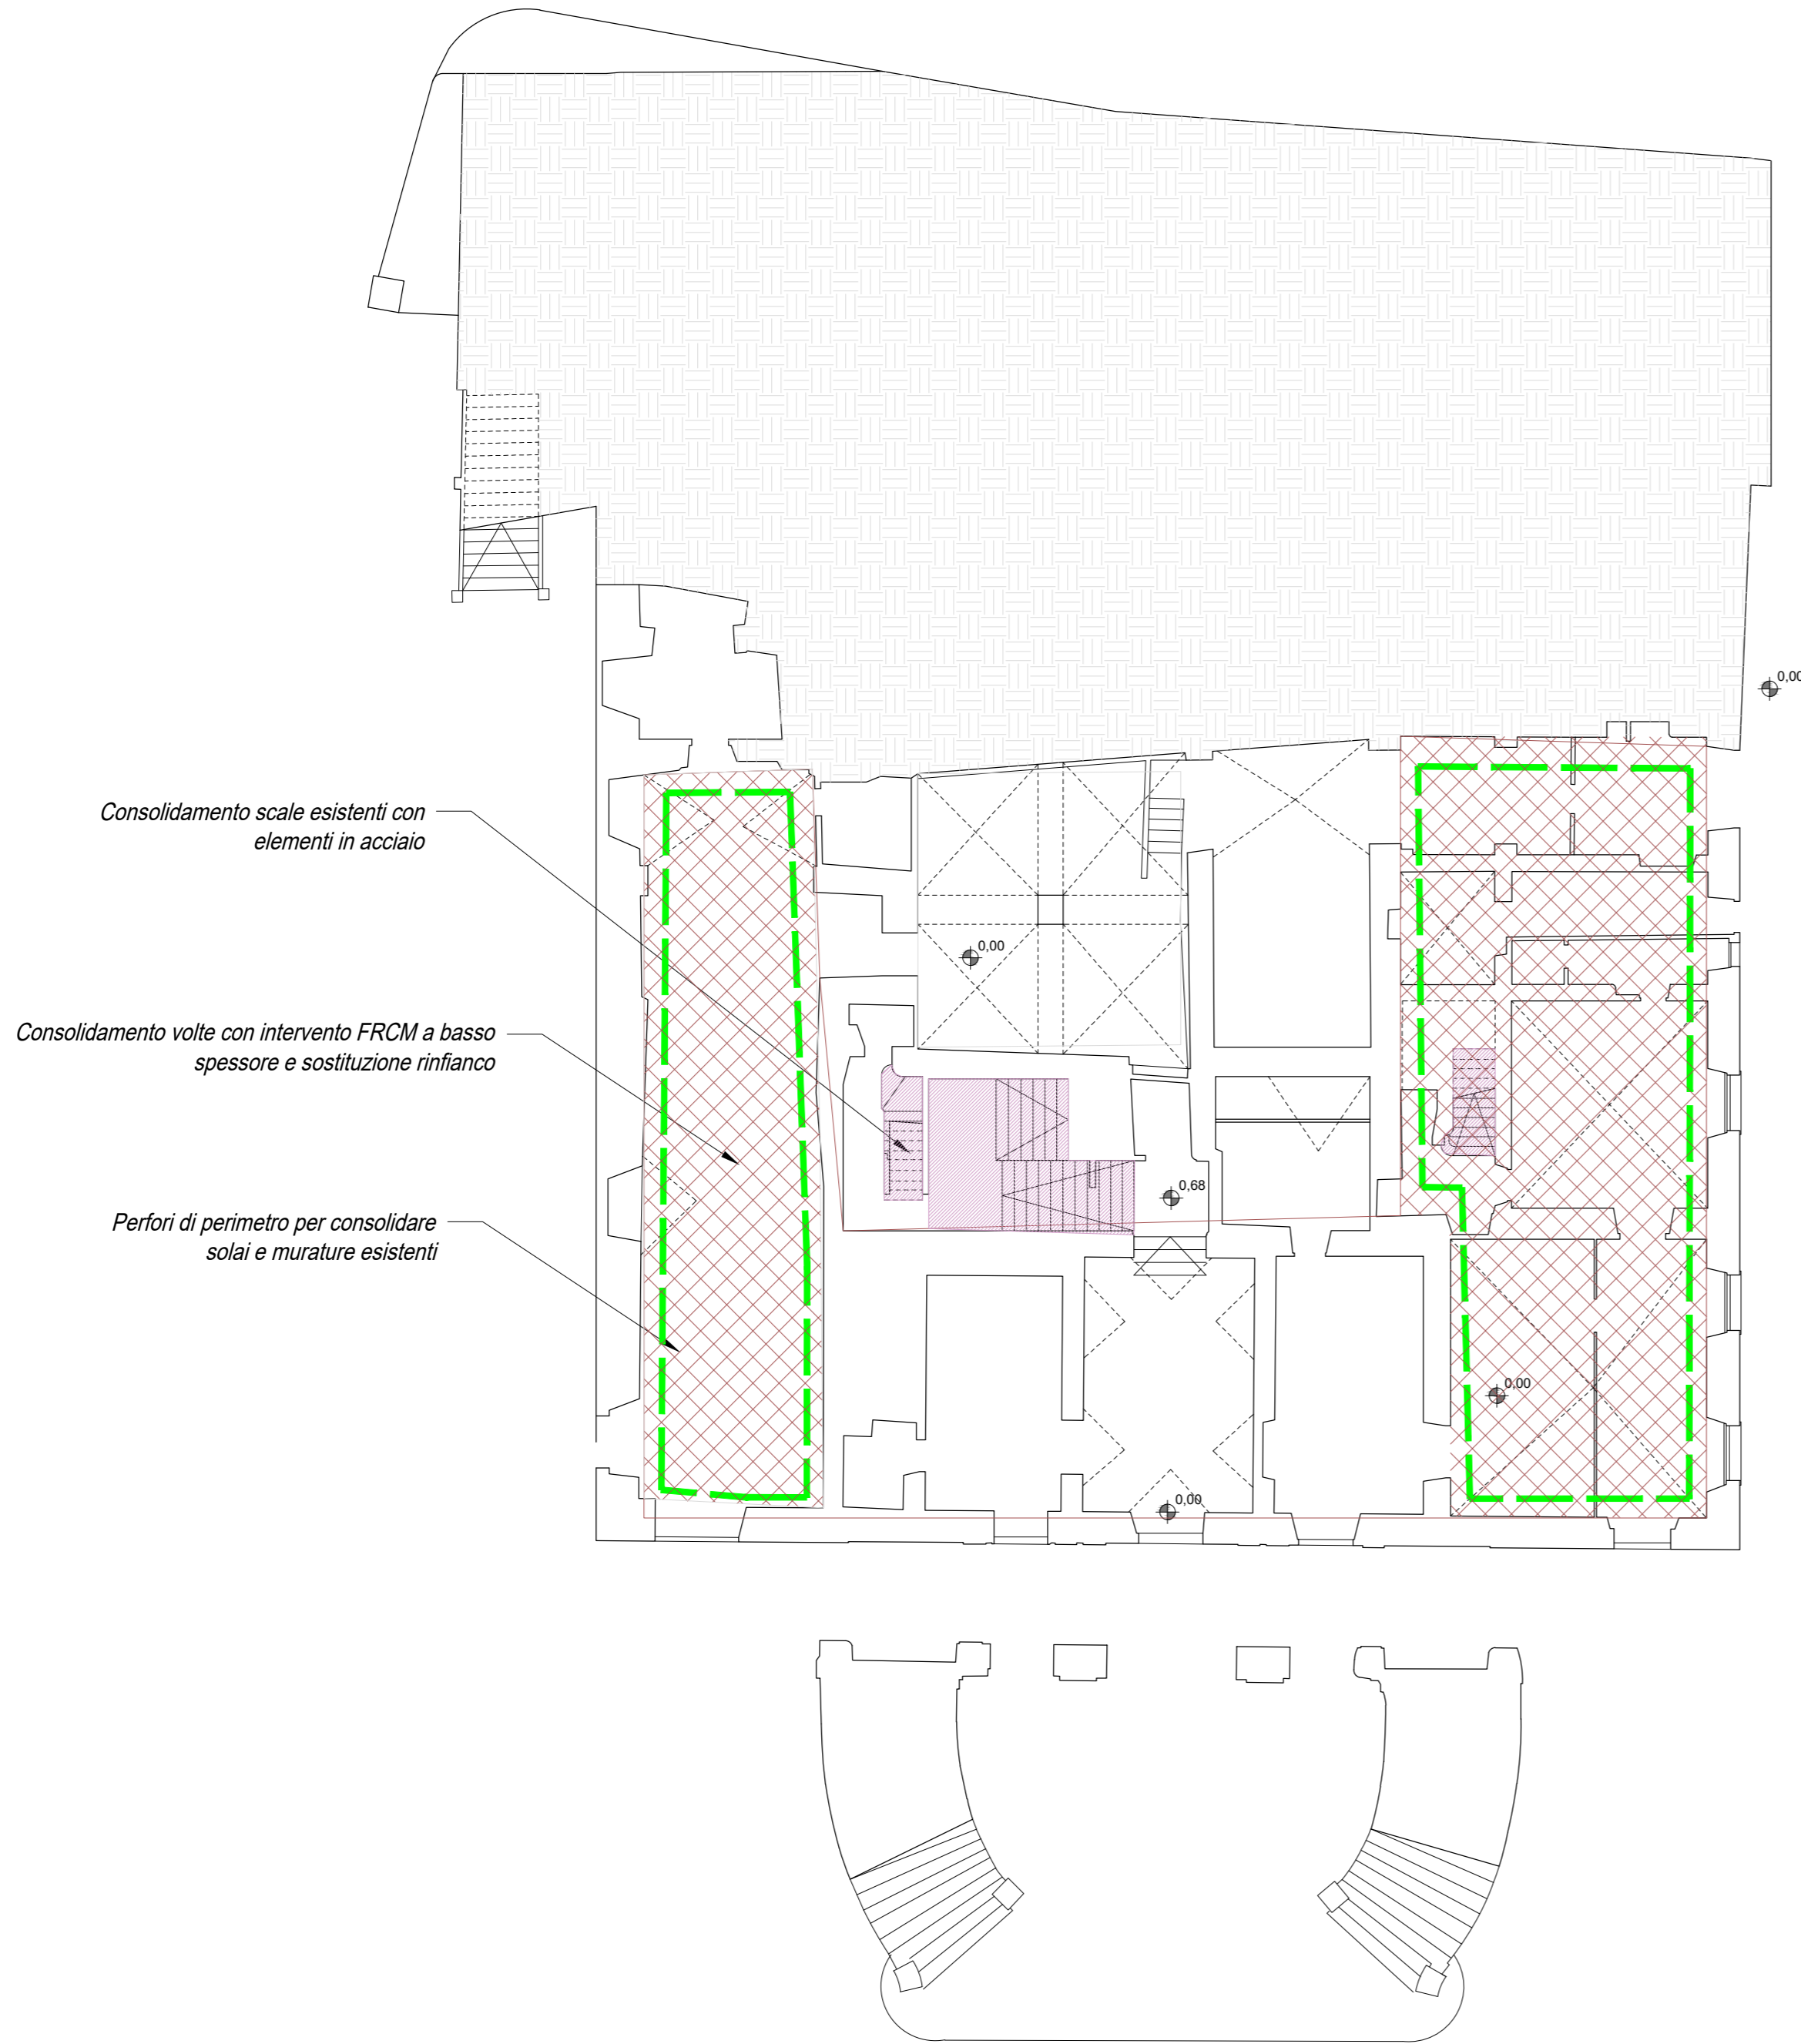 0,00
Consolidamento scale esistenti con
elementi in acciaio
0,00
Consolidamento volte con intervento FRCM a basso
spessore e sostituzione rinfianco
0,68
Perfori di perimetro per consolidare
solai e murature esistenti
0,00
0,00